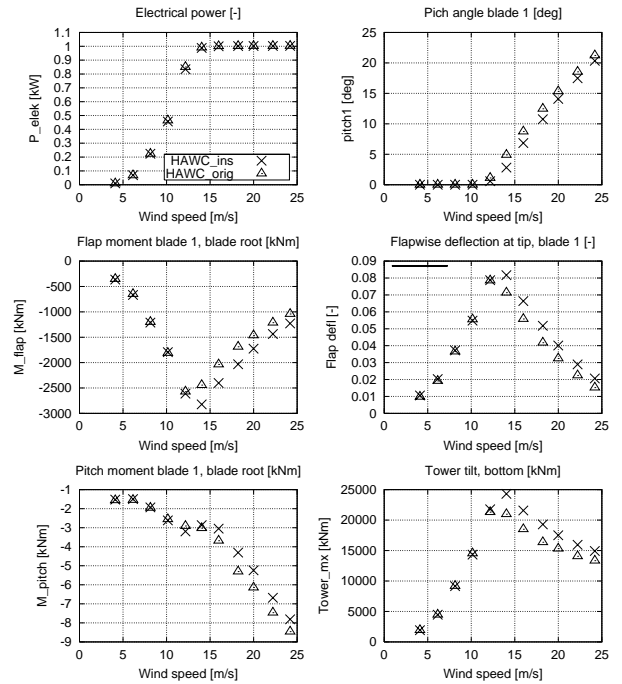 Electrical power [-]
1.1
1
0.9
0.8
0.7
0.6
0.5
0.4
0.3
0.2
0.1
0
P_elek [kW]
HAWC_ins
HAWC_orig
0 5 10 15 20 25
Wind speed [m/s]
Pich angle blade 1 [deg]
25
20
15
10
5
0
pitch1 [deg]
0 5 10 15 20 25
Wind speed [m/s]
Flap moment blade 1, blade root [kNm]
0
-500
-1000
-1500
-2000
-2500
-3000
M_flap [kNm]
0 5 10 15 20 25
Wind speed [m/s]
Flapwise deflection at tip, blade 1 [-]
0.09
0.08
0.07
0.06
0.05
0.04
0.03
0.02
0.01
0
Flap defl [-]
0 5 10 15 20 25
Wind speed [m/s]
Pitch moment blade 1, blade root [kNm]
-1
-2
-3
-4
-5
-6
-7
-8
-9
M_pitch [kNm]
0 5 10 15 20 25
Wind speed [m/s]
Tower tilt, bottom [kNm]
25000
20000
15000
10000
5000
0
Tower_mx [kNm]
0 5 10 15 20 25
Wind speed [m/s]